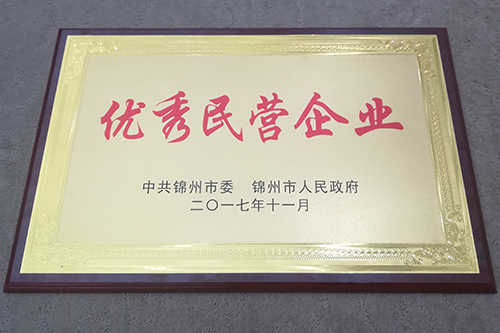 优秀民营企业
中共锦州市委 锦州市人民政府
二〇一七年十一月